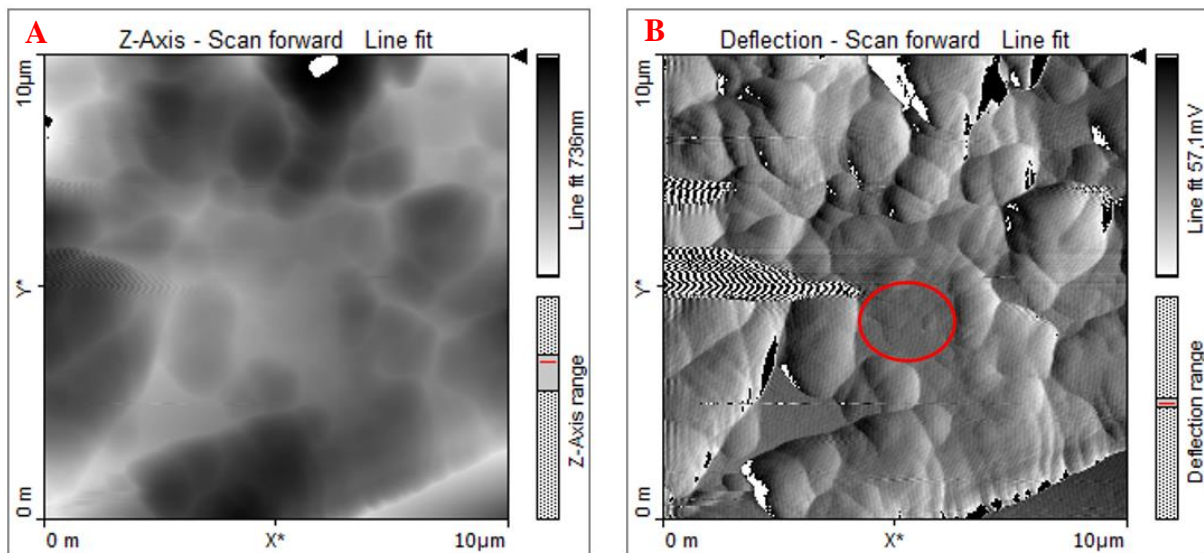 A
Z-Axis - Scan forward Line fit
10µm
Y*
0 m
0 m
X*
10µm
Line fit 736nm
Z-Axis range
B
Deflection - Scan forward Line fit
10µm
Y*
0 m
0 m
X*
10µm
Line fit 57,1mV
Deflection range